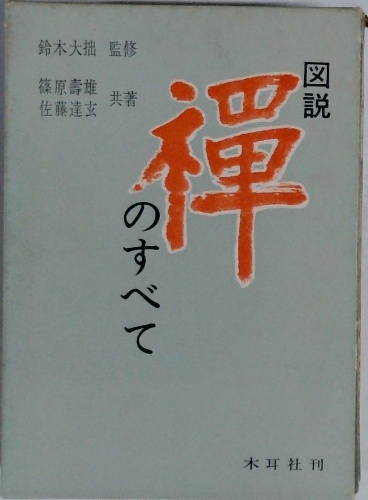 図説
禪
のすべて
鈴木大拙 監修
篠原壽雄
佐藤達玄
共著
木耳社刊